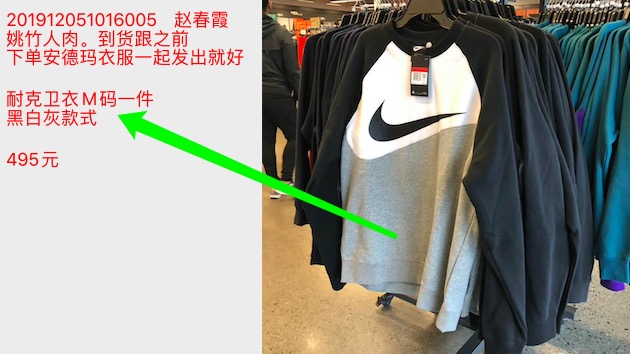 201912051016005 赵春霞
姚竹人肉。到货跟之前
下单安德玛衣服一起发出就好
耐克卫衣M码一件
黑白灰款式
495元